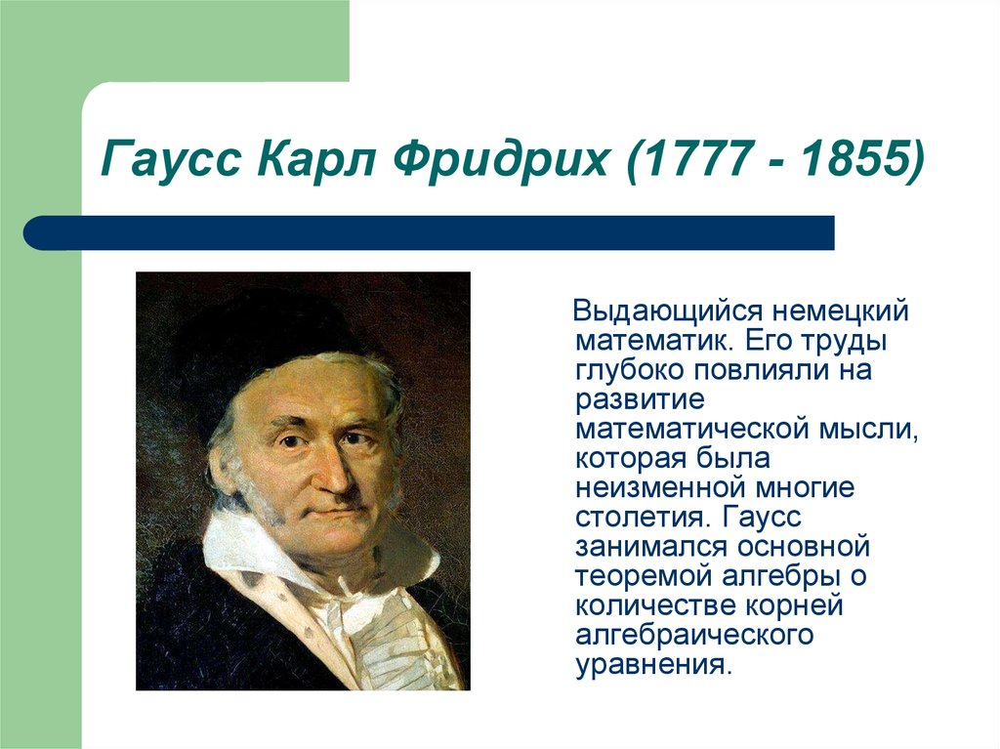 Гаусс Карл Фридрих (1777 - 1855)
Выдающийся немецкий
математик. Его труды
глубоко повлияли на
развитие
математической мысли,
которая была
неизменной многие
столетия. Гаусс
занимался основной
теоремой алгебры о
количестве корней
алгебраического
уравнения.